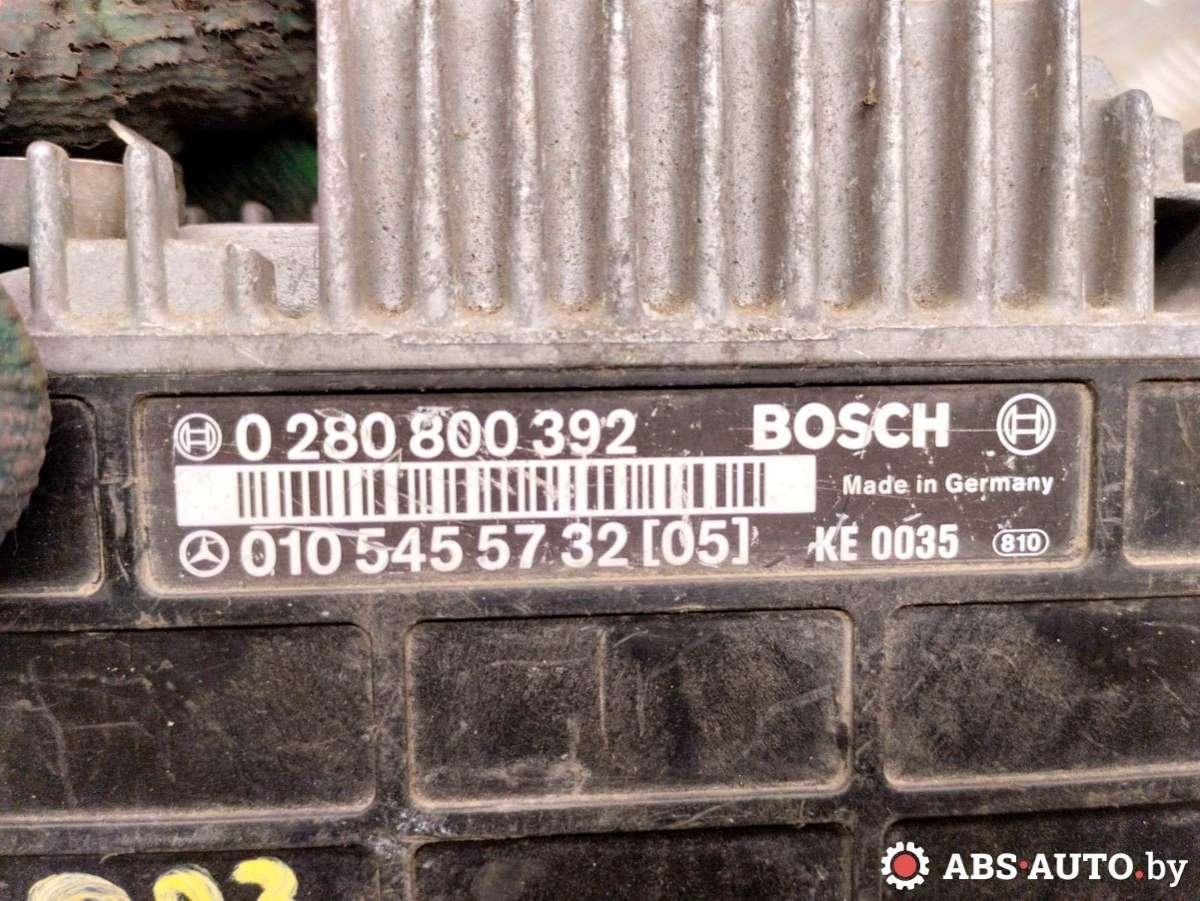 0 280 800 392 BOSCH
Made in Germany
010 545 57 32 [05] KE 0035 810
ABS·AUTO.by